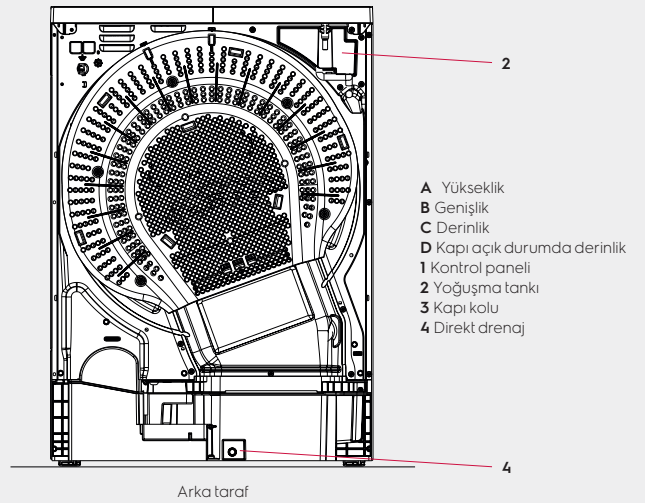 2
A Yükseklik
B Genişlik
C Derinlik
D Kapı açık durumda derinlik
1 Kontrol paneli
2 Yoğuşma tankı
3 Kapı kolu
4 Direkt drenaj
4
Arka taraf